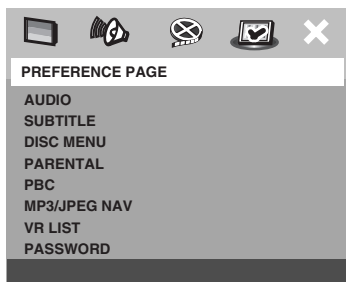 PREFERENCE PAGE
AUDIO
SUBTITLE
DISC MENU
PARENTAL
PBC
MP3/JPEG NAV
VR LIST
PASSWORD